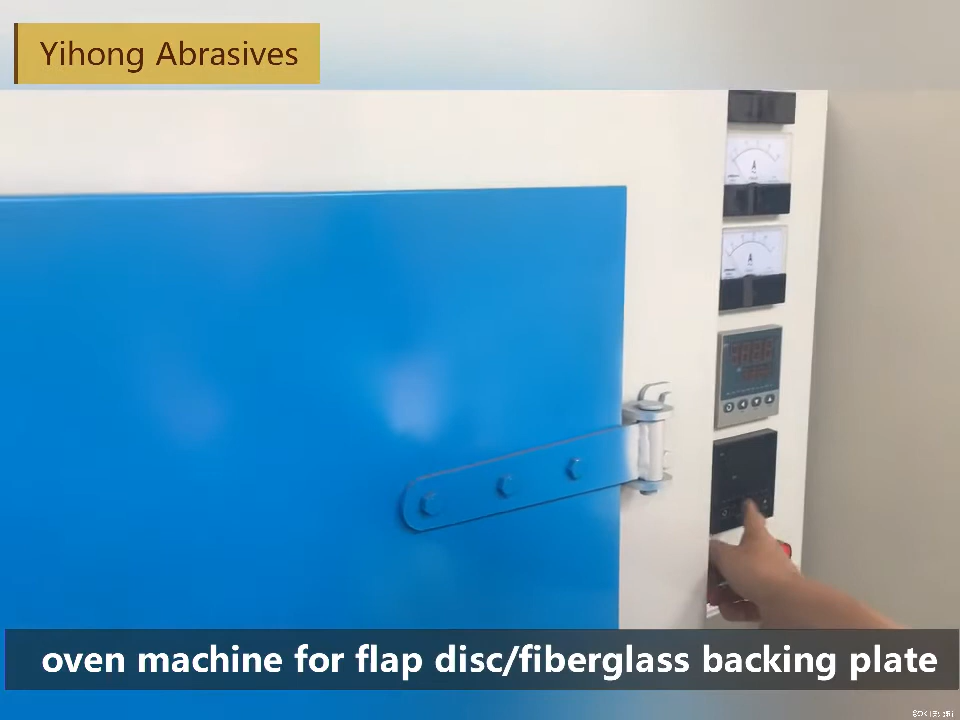 Yihong Abrasives
A
A
oven machine for flap disc/fiberglass backing plate